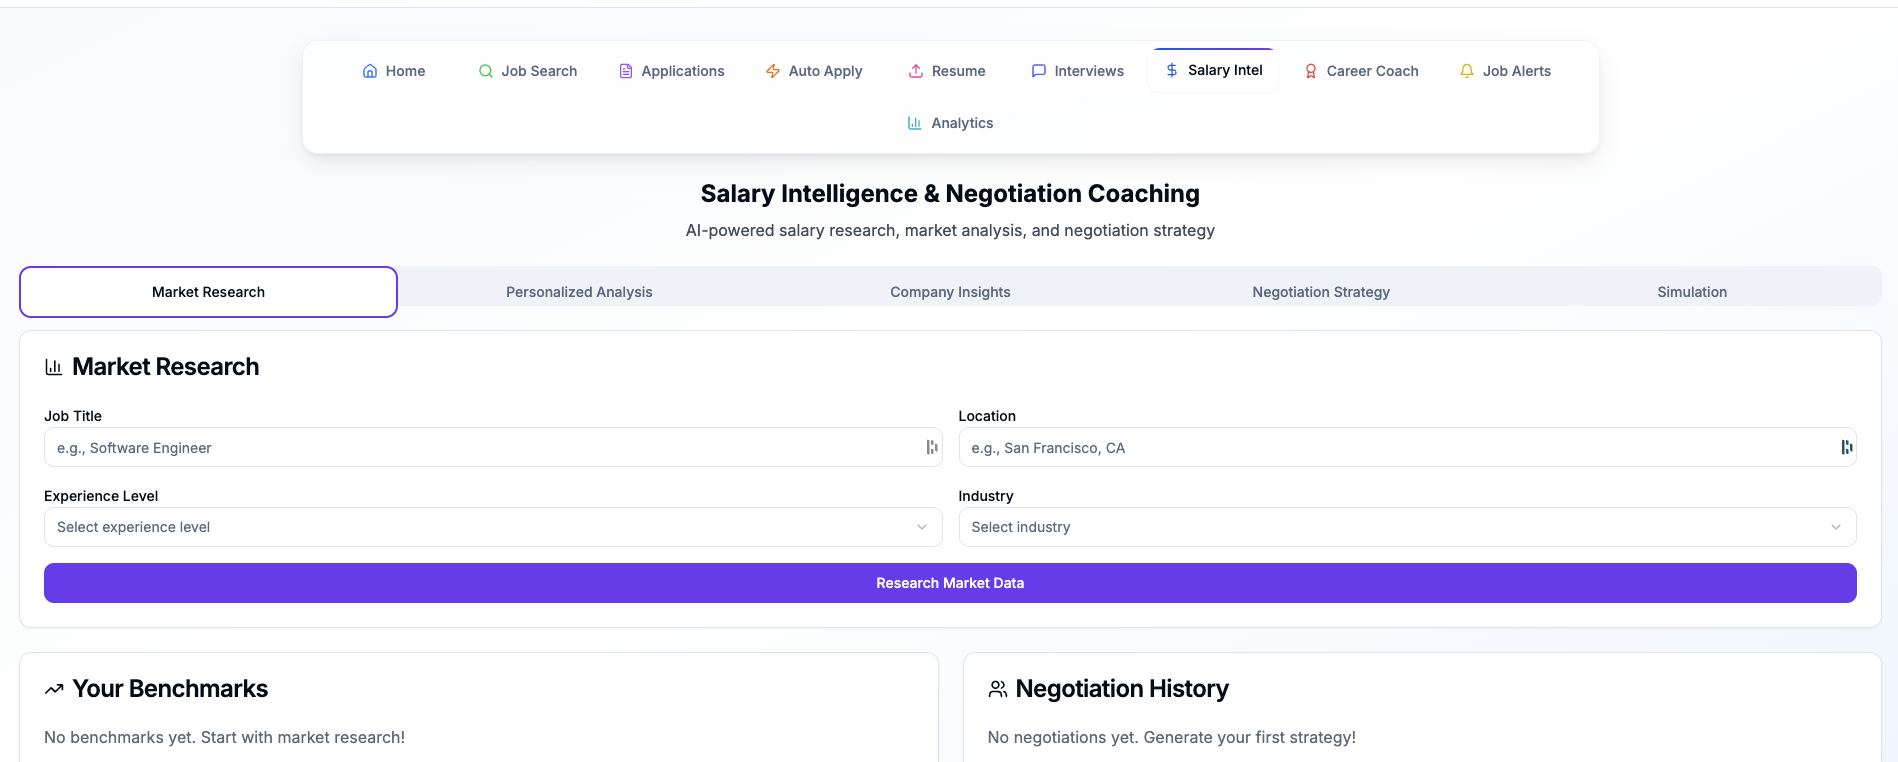 Home Job Search Applications Auto Apply Resume Interviews Salary Intel Career Coach Job Alerts
Analytics
Salary Intelligence & Negotiation Coaching
AI-powered salary research, market analysis, and negotiation strategy
Market Research Personalized Analysis Company Insights Negotiation Strategy Simulation
Market Research
Job Title
e.g., Software Engineer
Location
e.g., San Francisco, CA
Experience Level
Select experience level
Industry
Select industry
Research Market Data
Your Benchmarks
No benchmarks yet. Start with market research!
Negotiation History
No negotiations yet. Generate your first strategy!